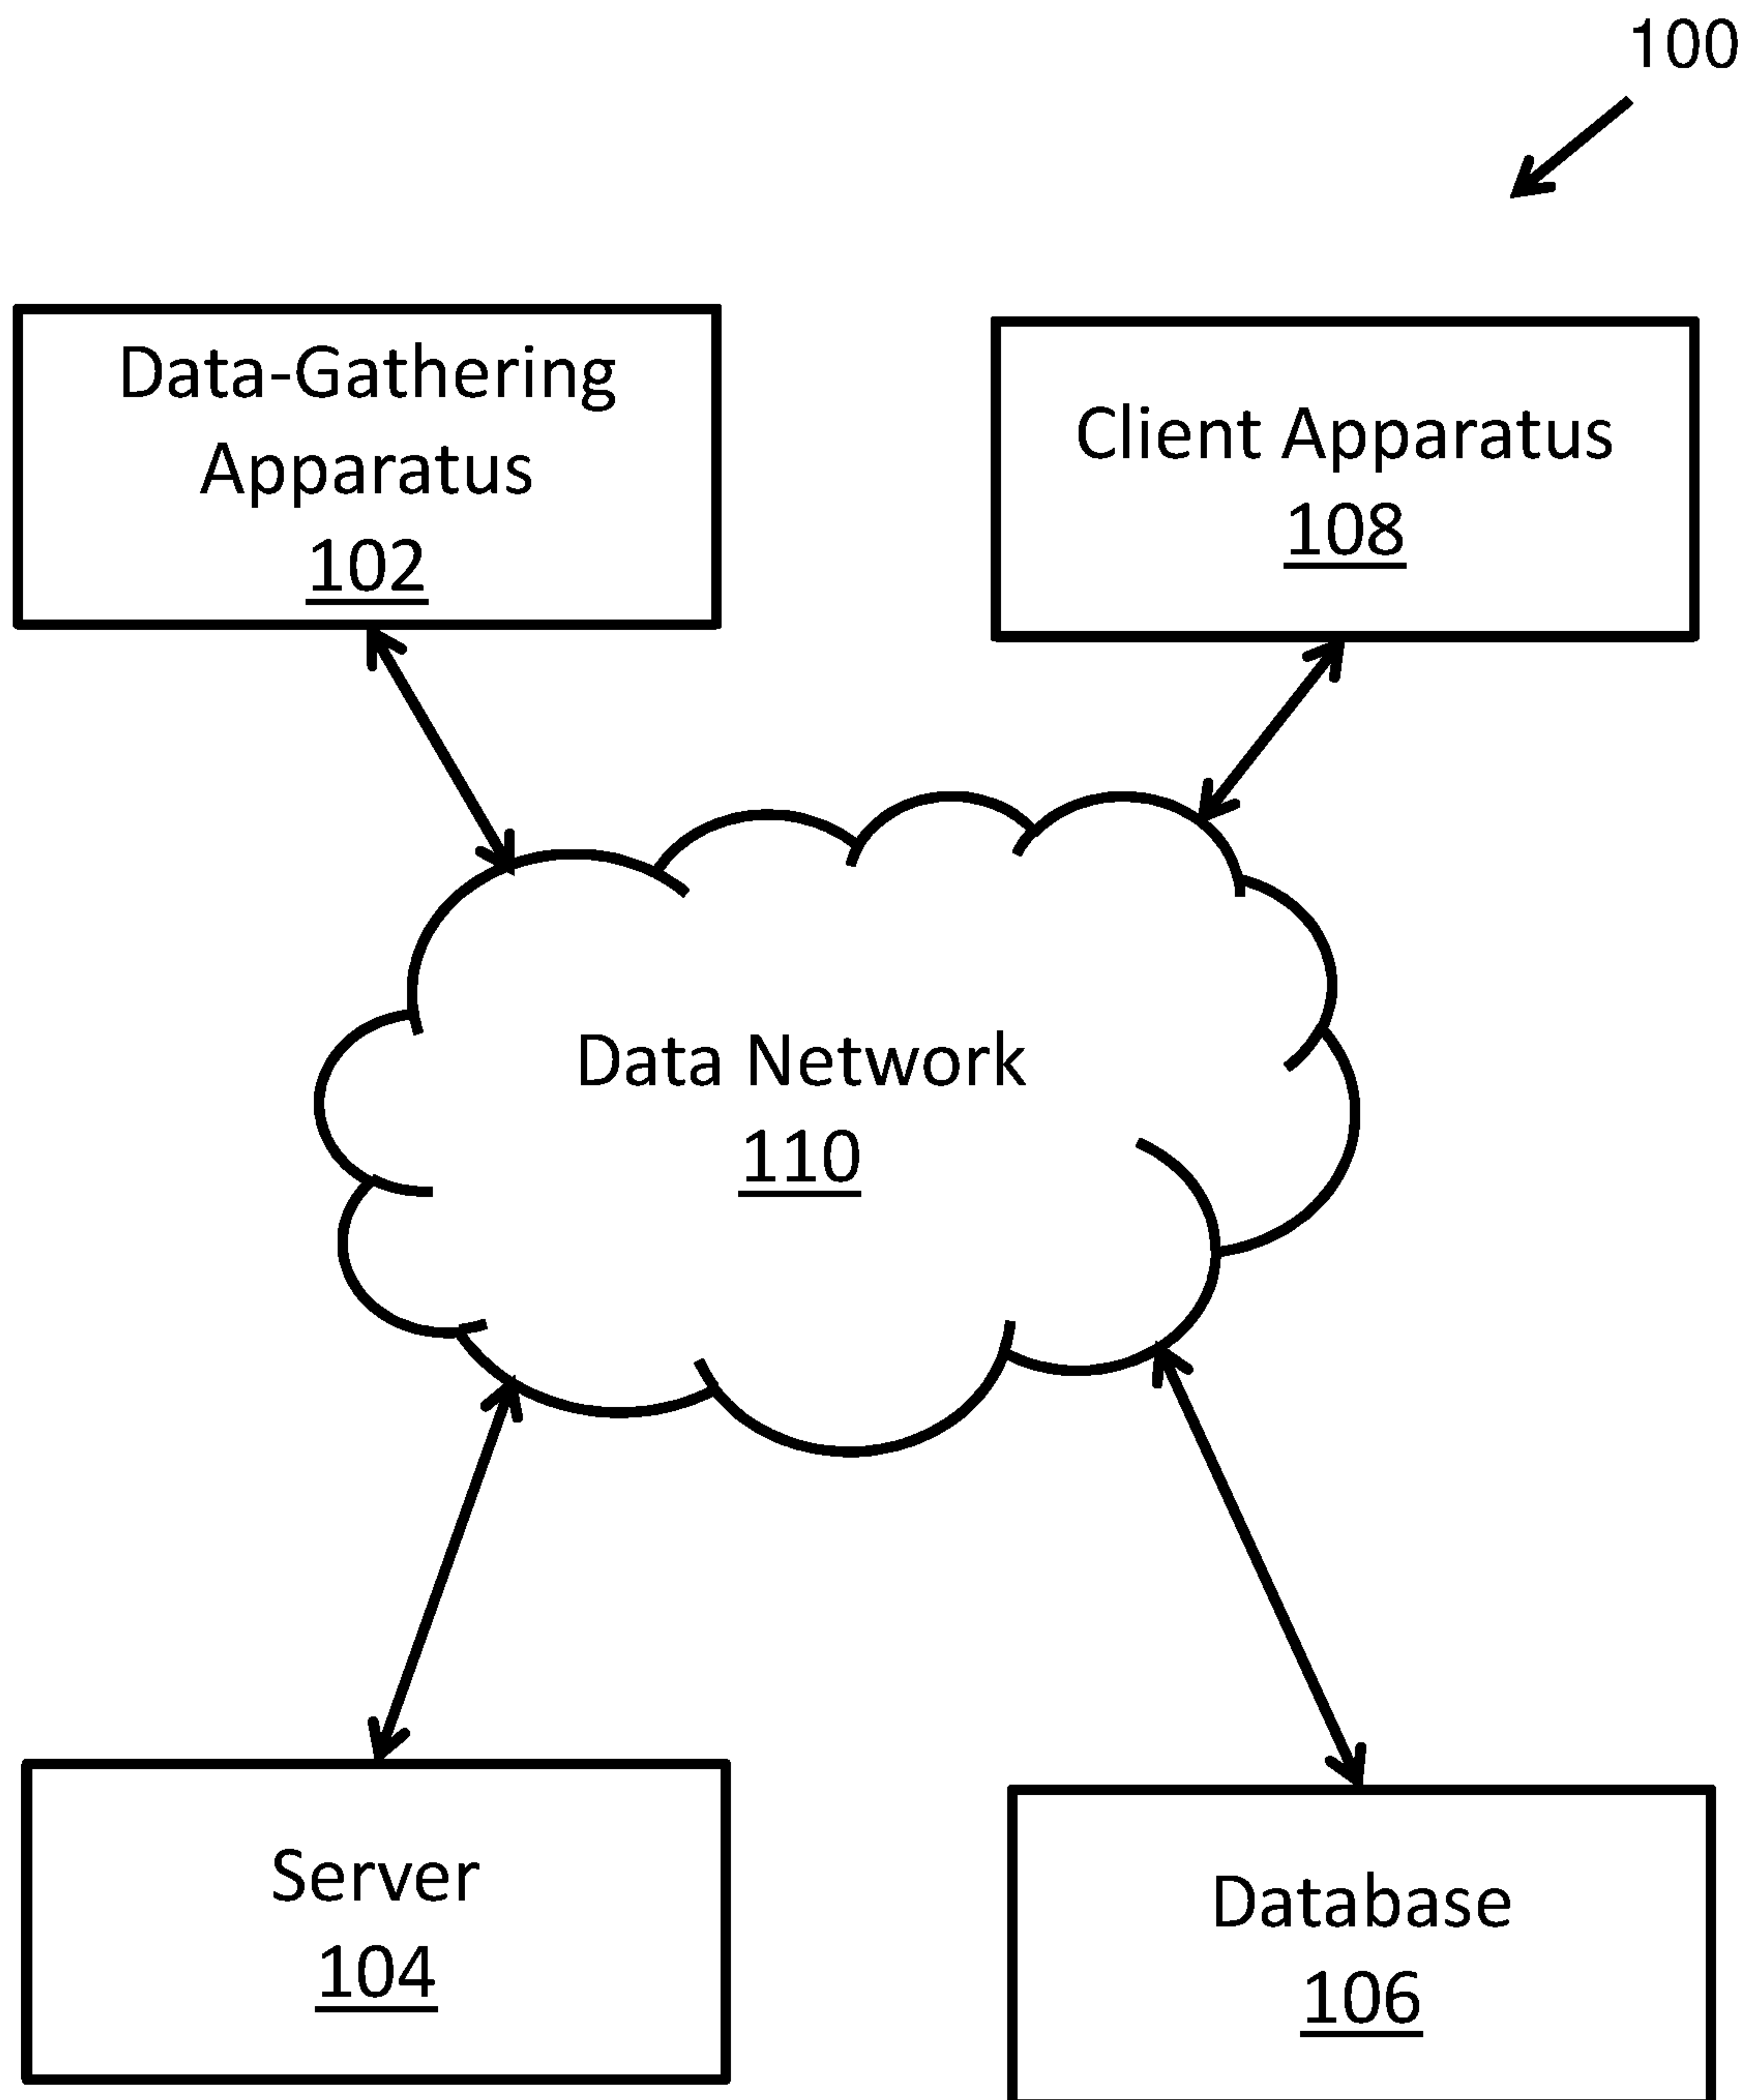 100
Data-Gathering
Apparatus
102
Client Apparatus
108
Data Network
110
Server
104
Database
106